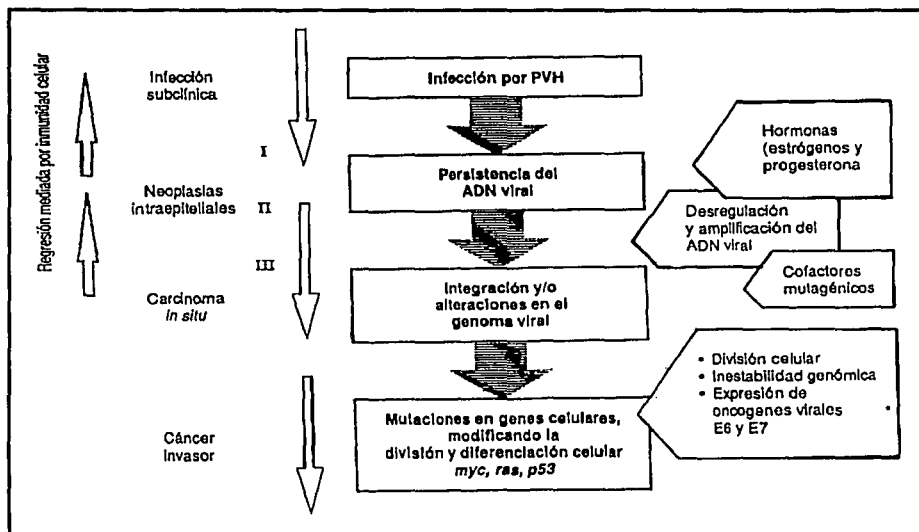 Regresión mediada por inmunidad celular
Infección
subclínica
I
Neoplasias
intraepiteliales
II
III
Carcinoma
in situ
Cáncer
invasor
Infección por PVH
Persistencia del
ADN viral
Integración y/o
alteraciones en el
genoma viral
Mutaciones en genes celulares,
modificando la
división y diferenciación celular
myc, ras, p53
Hormonas
(estrógenos y
progesterona
Desregulación
y amplificación del
ADN viral
Cofactores
mutagénicos
• División celular
• Inestabilidad genómica
• Expresión de
oncogenes virales
E6 y E7